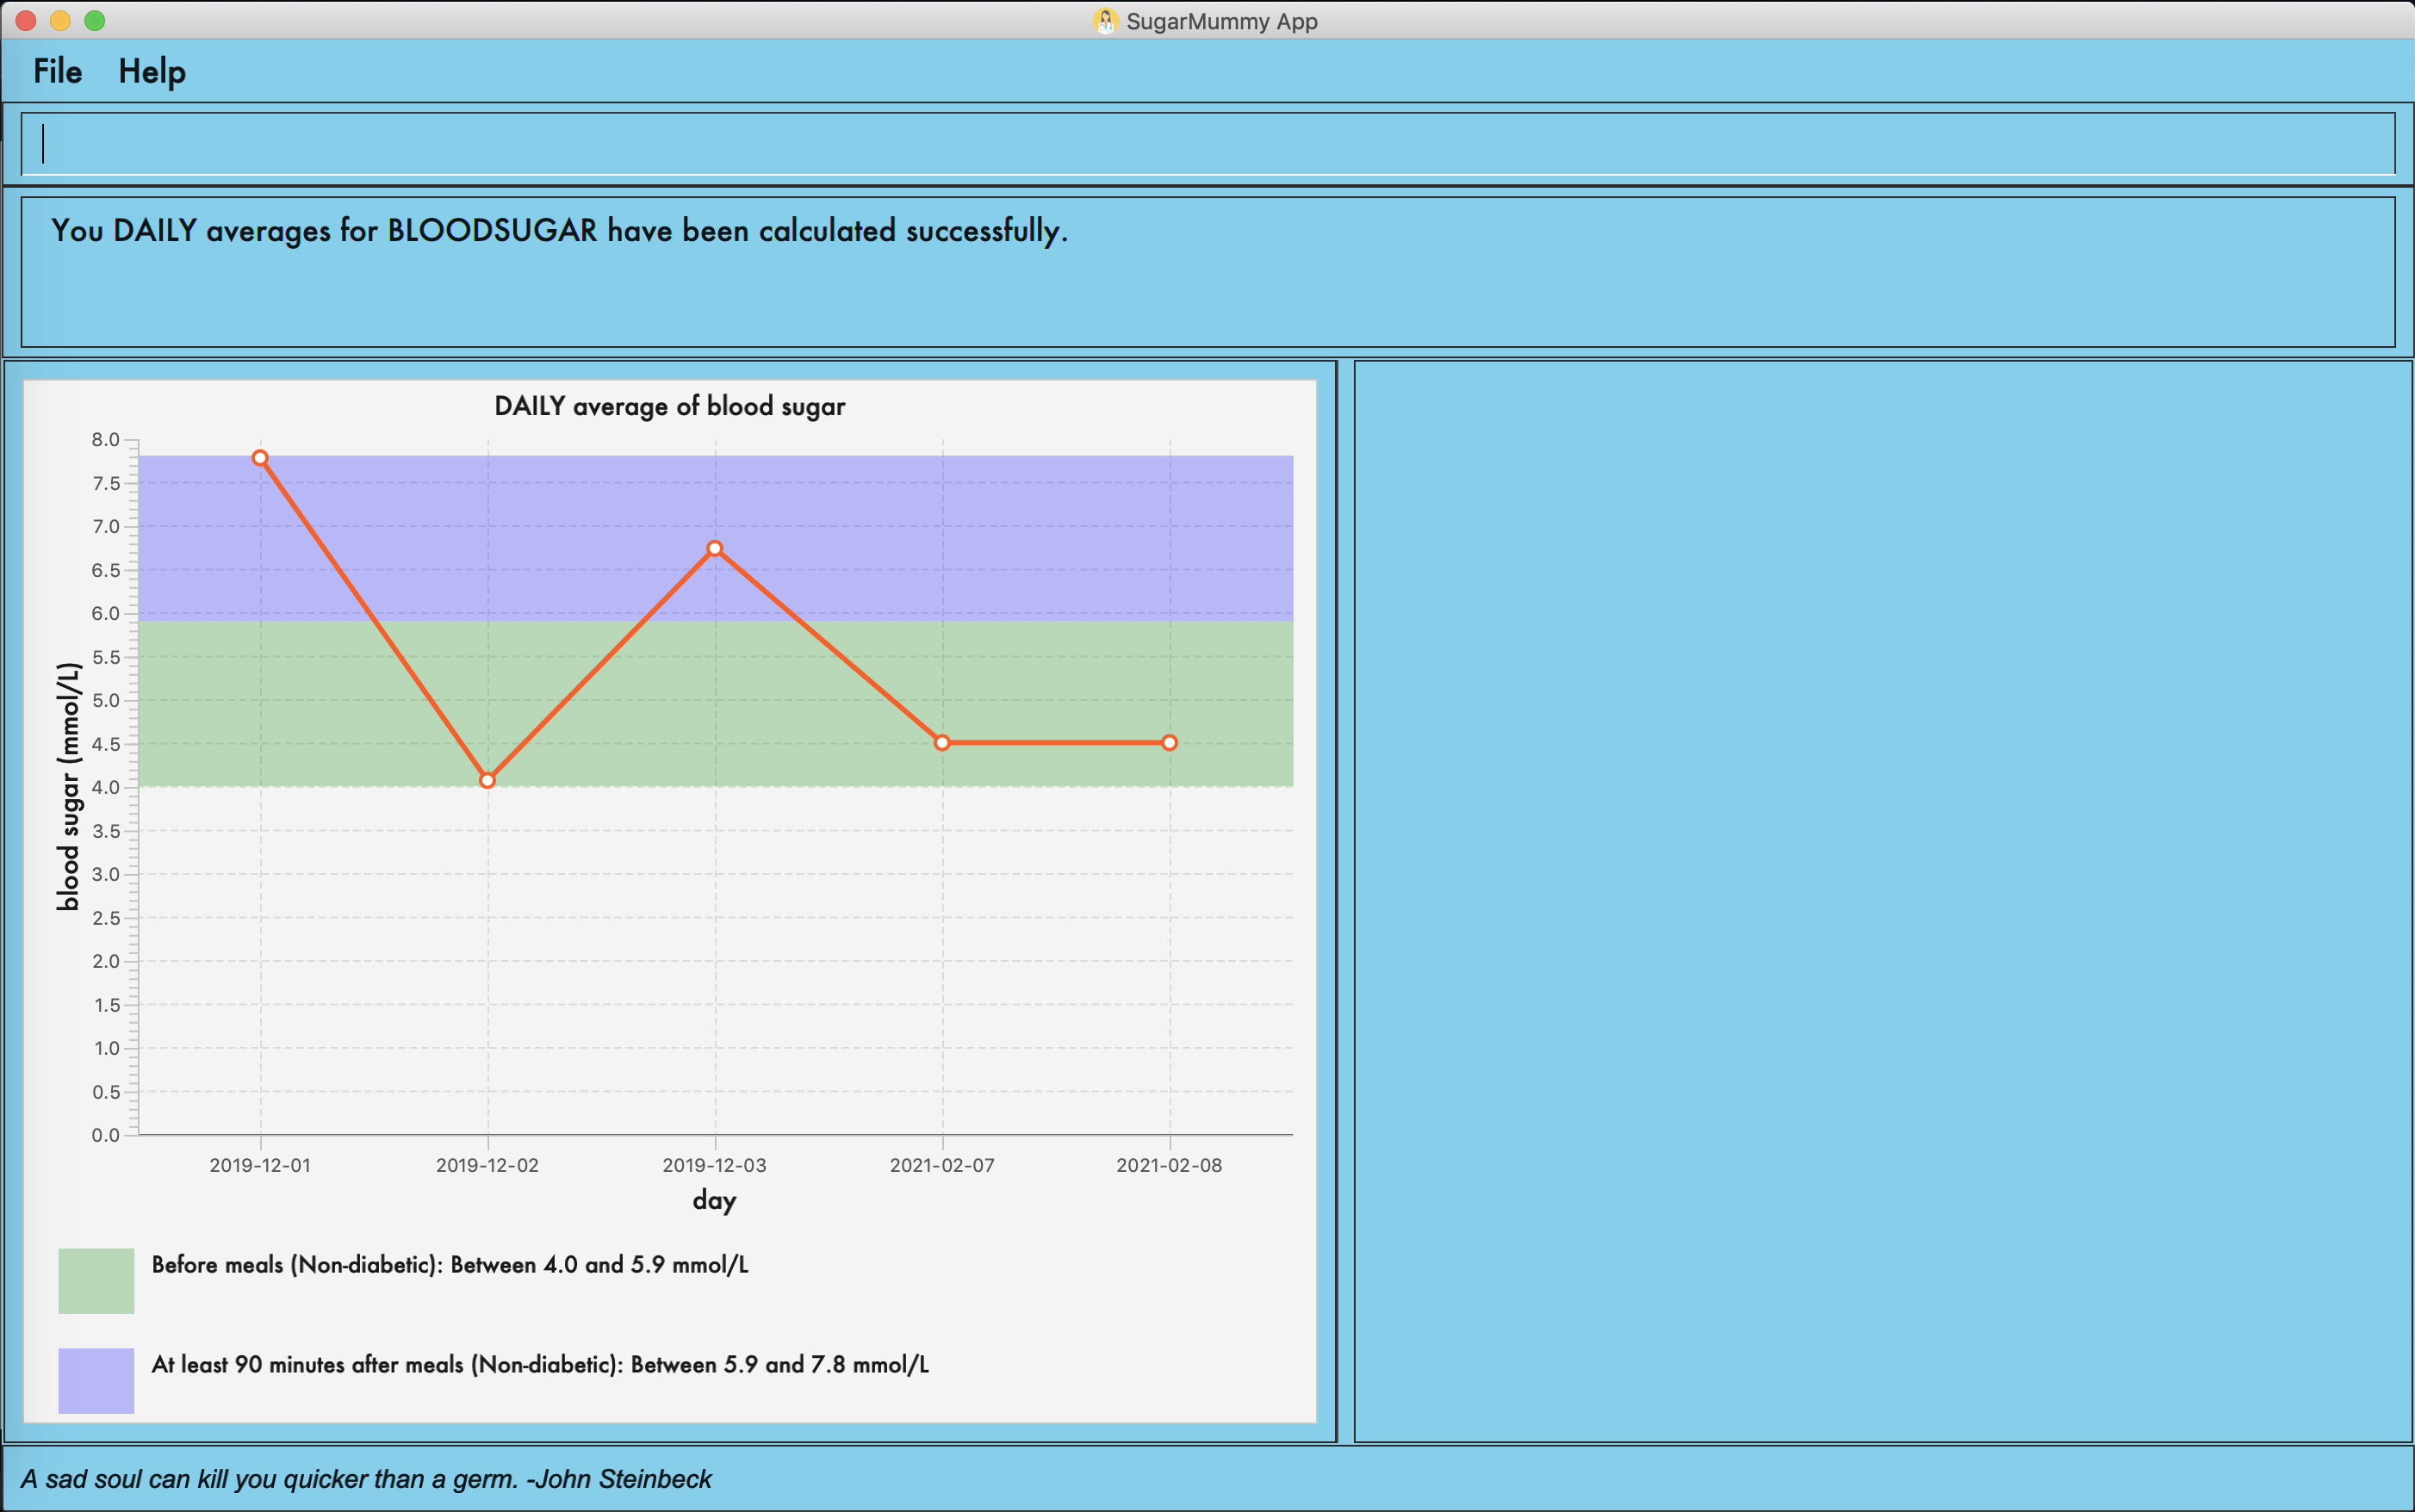 SugarMummy App
File Help
You DAILY averages for BLOODSUGAR have been calculated successfully.
DAILY average of blood sugar
8.0
7.5
7.0
6.5
6.0
5.5
5.0
4.5
4.0
3.5
3.0
2.5
2.0
1.5
1.0
0.5
0.0
blood sugar (mmol/L)
2019-12-01 2019-12-02 2019-12-03 2021-02-07 2021-02-08
day
Before meals (Non-diabetic): Between 4.0 and 5.9 mmol/L
At least 90 minutes after meals (Non-diabetic): Between 5.9 and 7.8 mmol/L
A sad soul can kill you quicker than a germ. -John Steinbeck